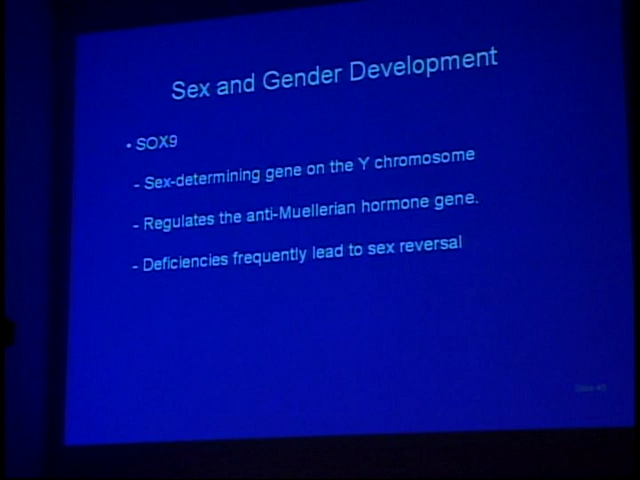 Sex and Gender Development
• SOX9
- Sex-determining gene on the Y chromosome
- Regulates the anti-Muellerian hormone gene.
- Deficiencies frequently lead to sex reversal